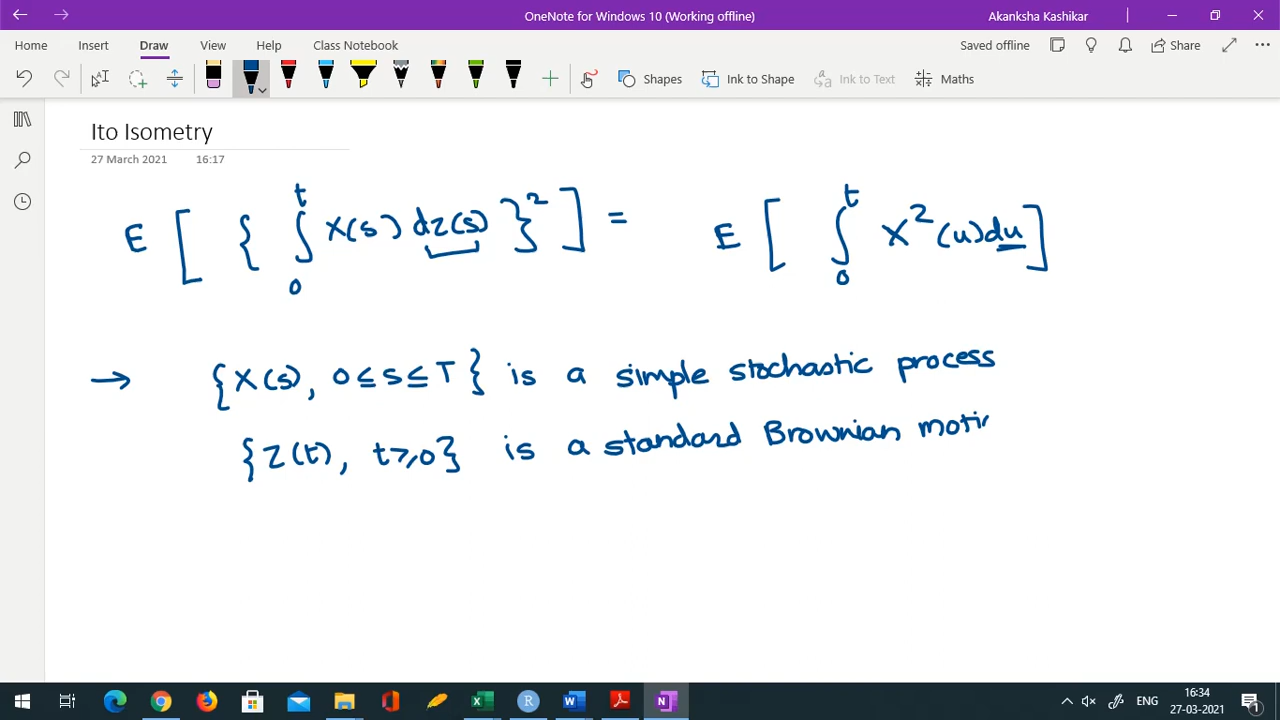 OneNote for Windows 10 (Working offline)
Akanksha Kashikar
Home Insert Draw View Help Class Notebook
Saved offline Share
Shapes Ink to Shape Ink to Text Maths
Ito Isometry
27 March 2021 16:17
E [ { ∫₀ᵗ X(s) dZ(s) }² ] = E [ ∫₀ᵗ X²(u)du ]
→ {X(s), 0≤s≤T} is a simple stochastic process
{Z(t), t≥0} is a standard Brownian moti
ENG
16:34
27-03-2021